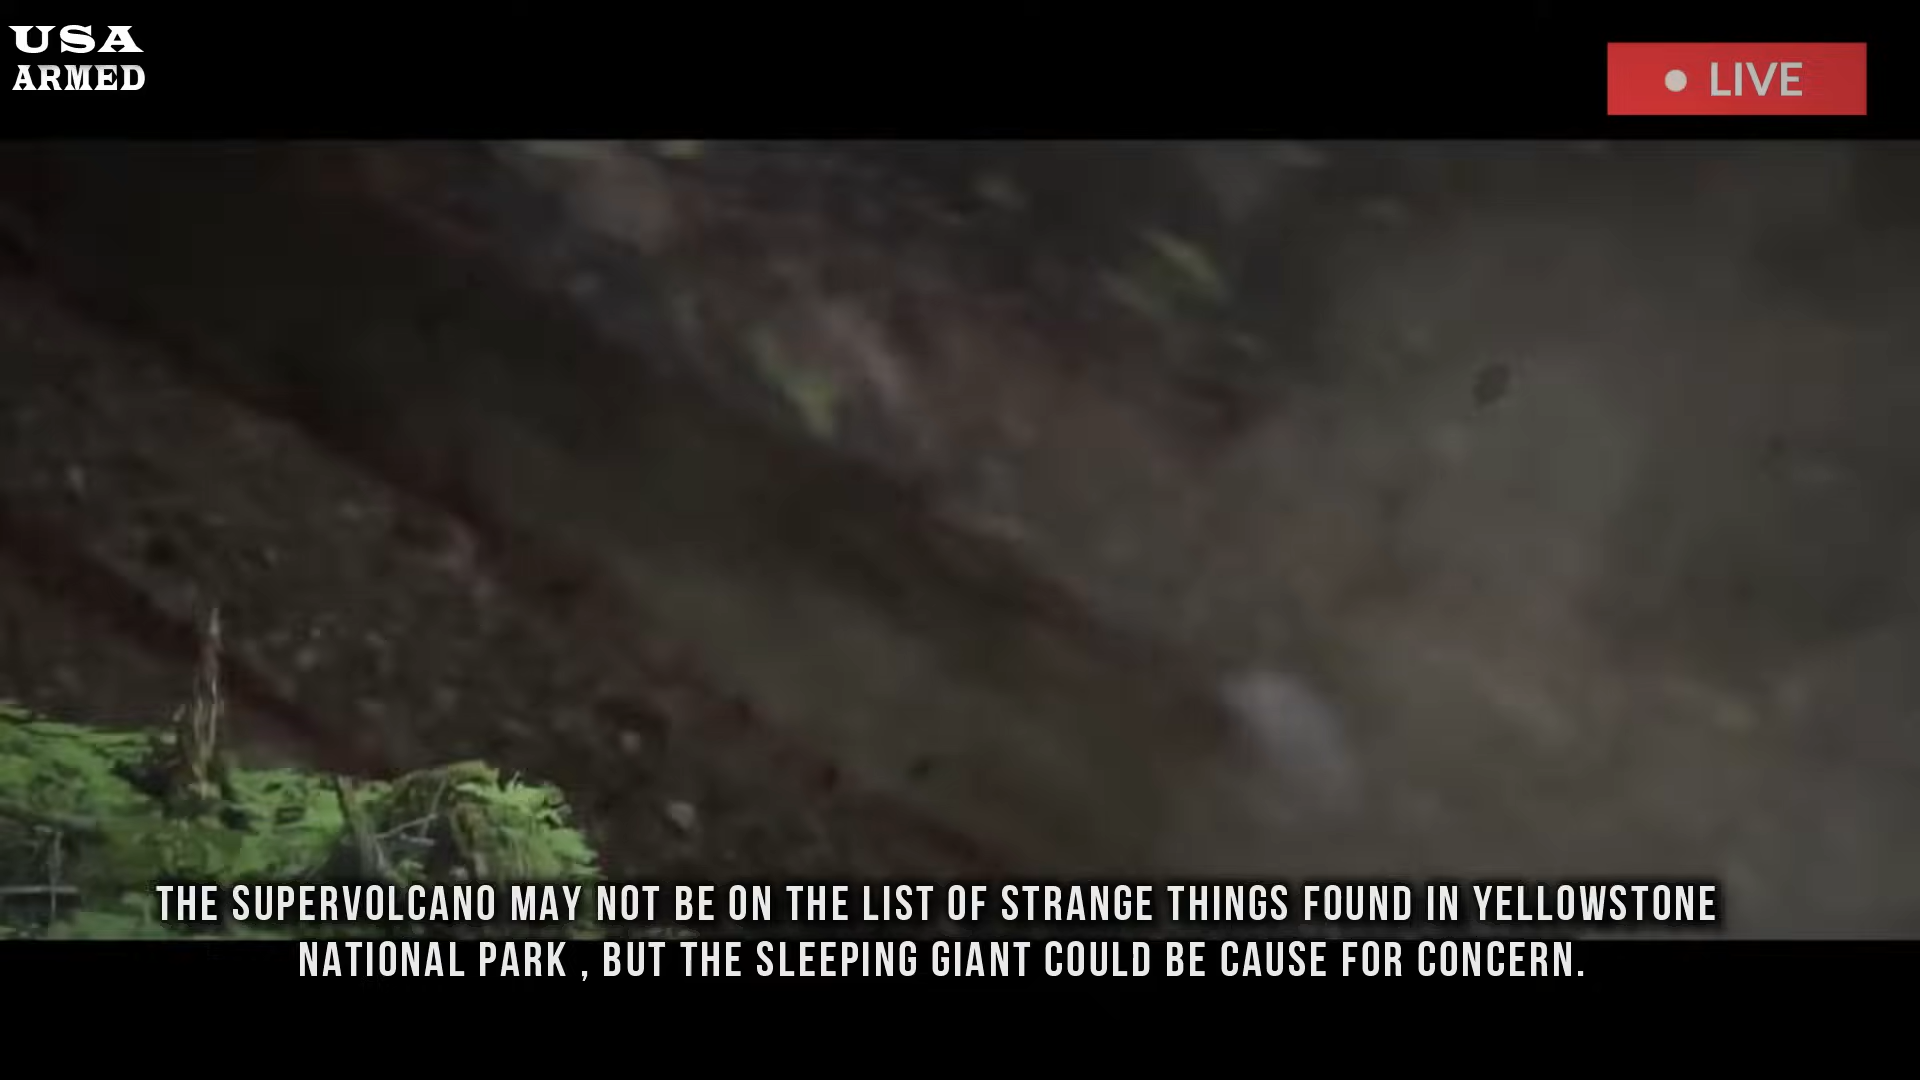 USA
ARMED
LIVE
THE SUPERVOLCANO MAY NOT BE ON THE LIST OF STRANGE THINGS FOUND IN YELLOWSTONE
NATIONAL PARK , BUT THE SLEEPING GIANT COULD BE CAUSE FOR CONCERN.